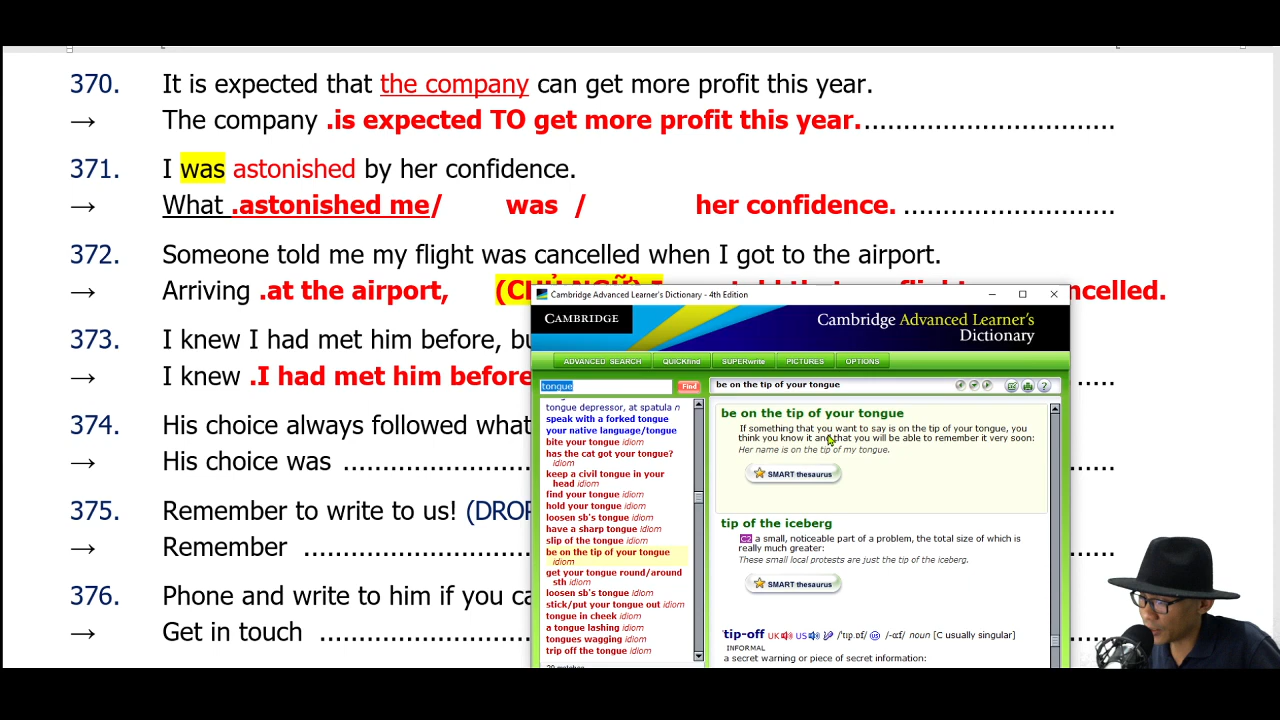 370. It is expected that the company can get more profit this year.
→ The company .is expected TO get more profit this year...............................
371. I was astonished by her confidence.
→ What .astonished me/ was / her confidence. ...........................
372. Someone told me my flight was cancelled when I got to the airport.
→ Arriving .at the airport, (CHỦ NGỮ) I
373. I knew I had met him before,
→ I knew .I had met him before
374. His choice always followed what
→ His choice was
375. Remember to write to us!
→ Remember
376. Phone and write to him if you
→ Get in touch
Cambridge Advanced Learner's Dictionary - 4th Edition
CAMBRIDGE
Cambridge Advanced Learner's
Dictionary
ADVANCED SEARCH QUICKfind SUPERwrite PICTURES OPTIONS
tongue Find
tongue depressor, at spatula n
speak with a forked tongue
your native language/tongue
bite your tongue idiom
has the cat got your tongue?
idiom
keep a civil tongue in your
head idiom
find your tongue idiom
hold your tongue idiom
loosen sb's tongue idiom
have a sharp tongue idiom
slip of the tongue idiom
be on the tip of your tongue
idiom
get your tongue round/around
sth idiom
loosen sb's tongue idiom
stick/put your tongue out idiom
tongue in cheek idiom
a tongue lashing idiom
tongues wagging idiom
trip off the tongue idiom
be on the tip of your tongue
be on the tip of your tongue
If something that you want to say is on the tip of your tongue, you
think you know it and that you will be able to remember it very soon:
Her name is on the tip of my tongue.
SMART thesaurus
tip of the iceberg
C2 a small, noticeable part of a problem, the total size of which is
really much greater:
These small local protests are just the tip of the iceberg.
SMART thesaurus
ˈtip-off UK US /ˈtɪp.ɒf/ US /-ɑːf/ noun [C usually singular]
INFORMAL
a secret warning or piece of secret information: